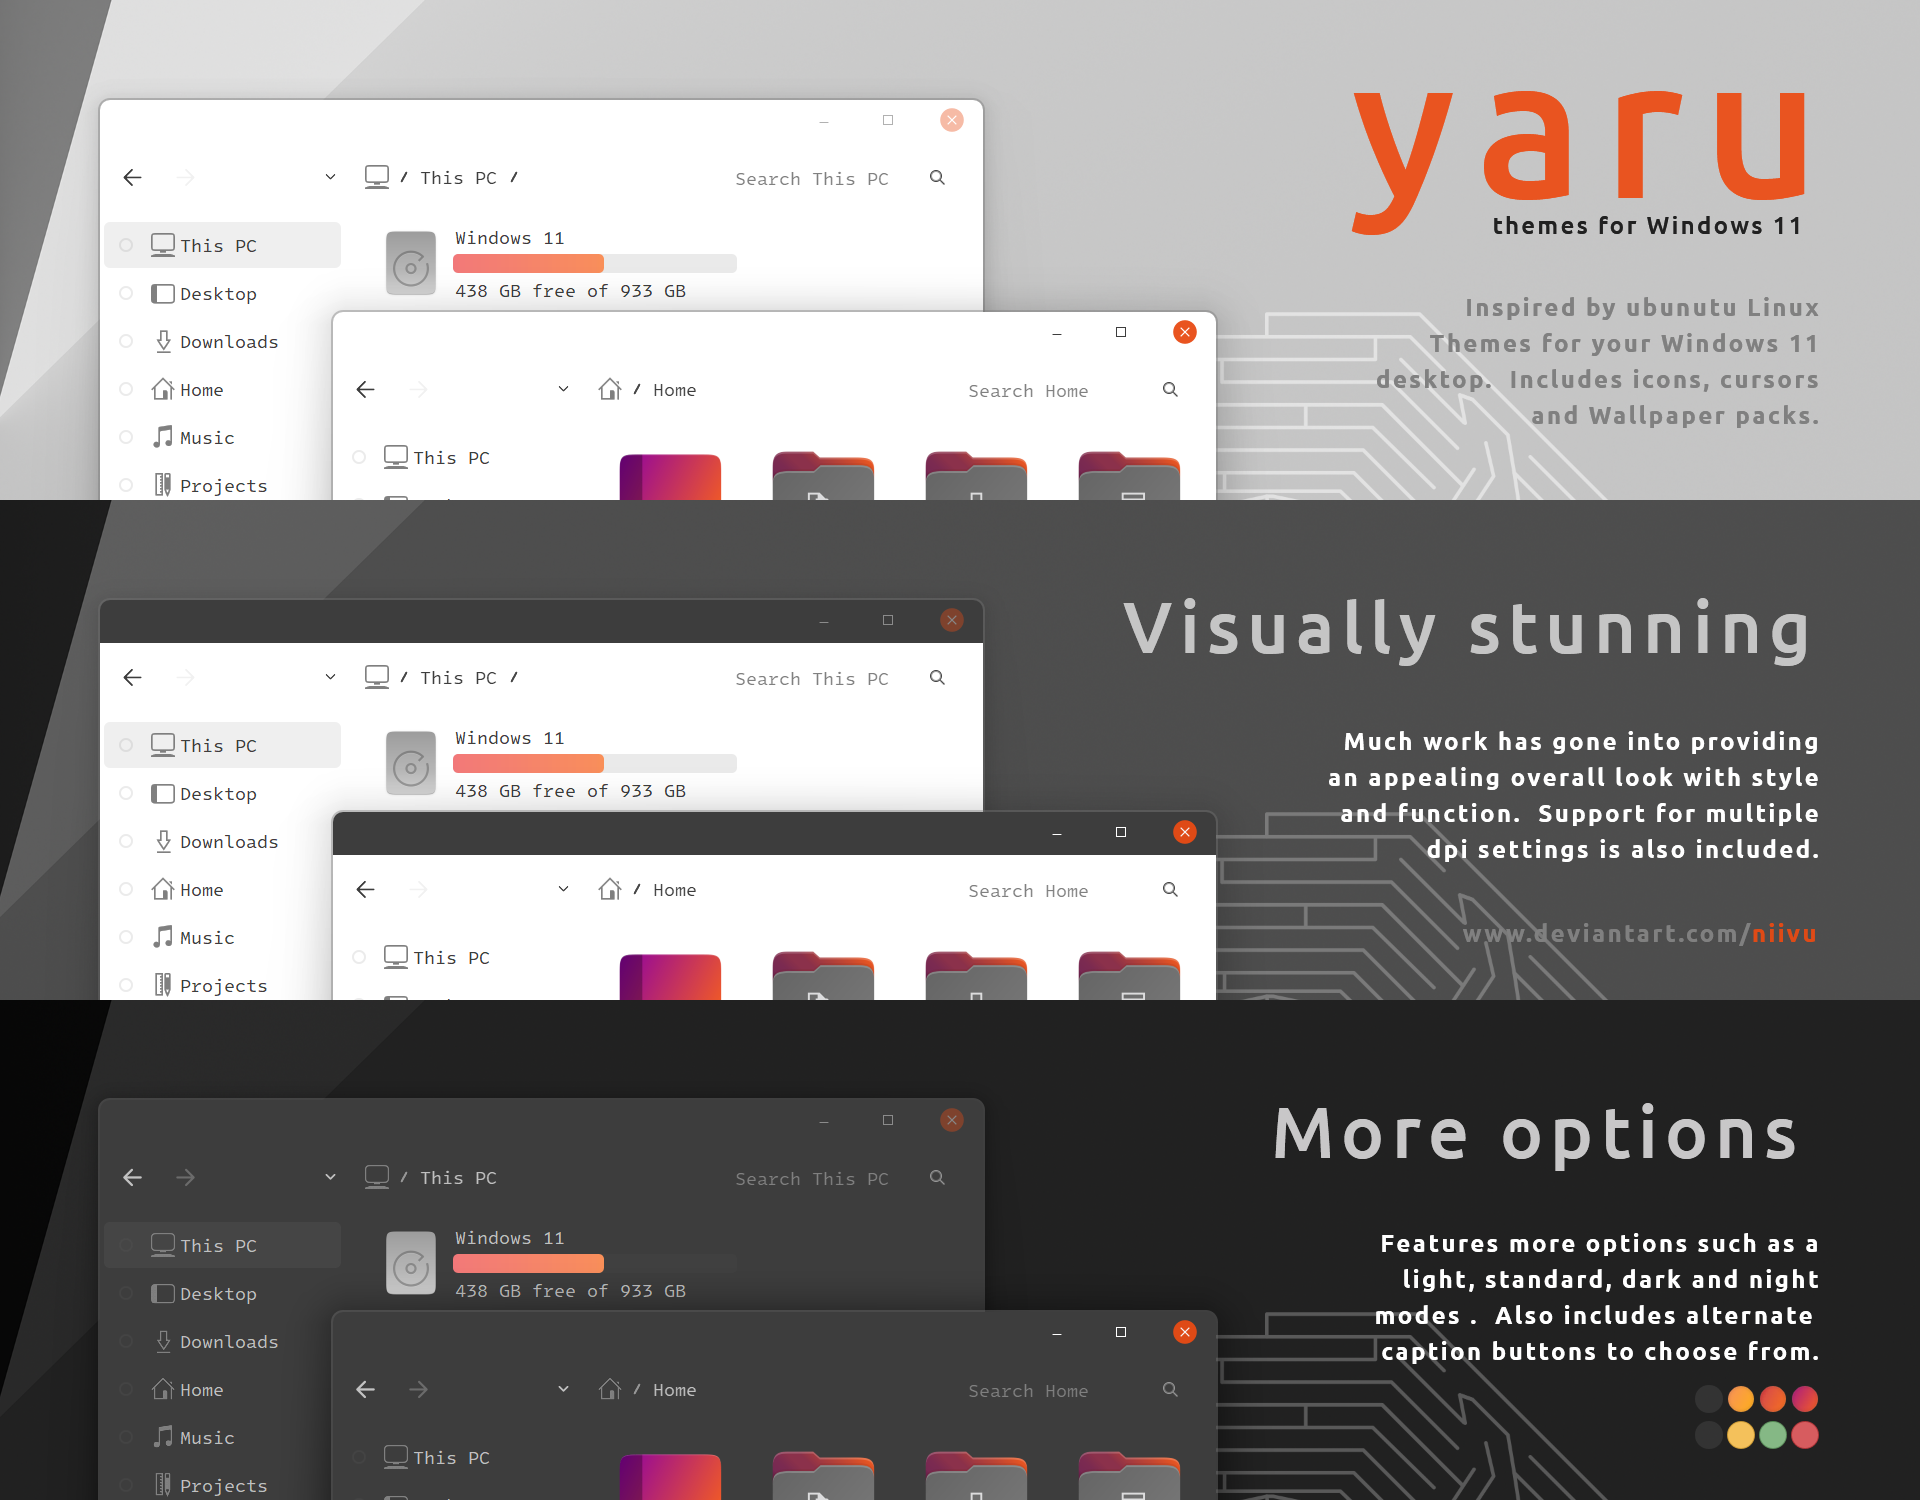 yaru
themes for Windows 11
Inspired by ubunutu Linux
Themes for your Windows 11
desktop.  Includes icons, cursors
and Wallpaper packs.
/ This PC /
Search This PC
This PC
Desktop
Downloads
Home
Music
Projects
Windows 11
438 GB free of 933 GB
/ Home
Search Home
This PC
Visually stunning
Much work has gone into providing
an appealing overall look with style
and function.  Support for multiple
dpi settings is also included.
www.deviantart.com/niivu
/ This PC /
Search This PC
This PC
Desktop
Downloads
Home
Music
Projects
Windows 11
438 GB free of 933 GB
/ Home
Search Home
This PC
More options
Features more options such as a
light, standard, dark and night
modes .  Also includes alternate
caption buttons to choose from.
/ This PC
Search This PC
This PC
Desktop
Downloads
Home
Music
Projects
Windows 11
438 GB free of 933 GB
/ Home
Search Home
This PC